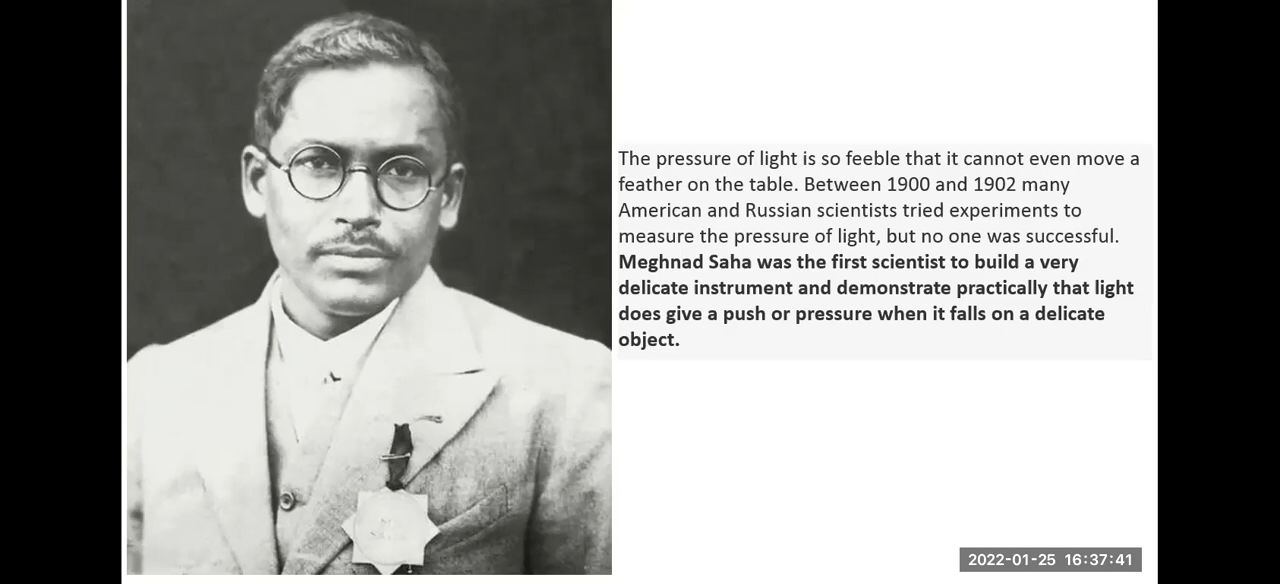 The pressure of light is so feeble that it cannot even move a
feather on the table. Between 1900 and 1902 many
American and Russian scientists tried experiments to
measure the pressure of light, but no one was successful.
Meghnad Saha was the first scientist to build a very
delicate instrument and demonstrate practically that light
does give a push or pressure when it falls on a delicate
object.
2022-01-25 16:37:41